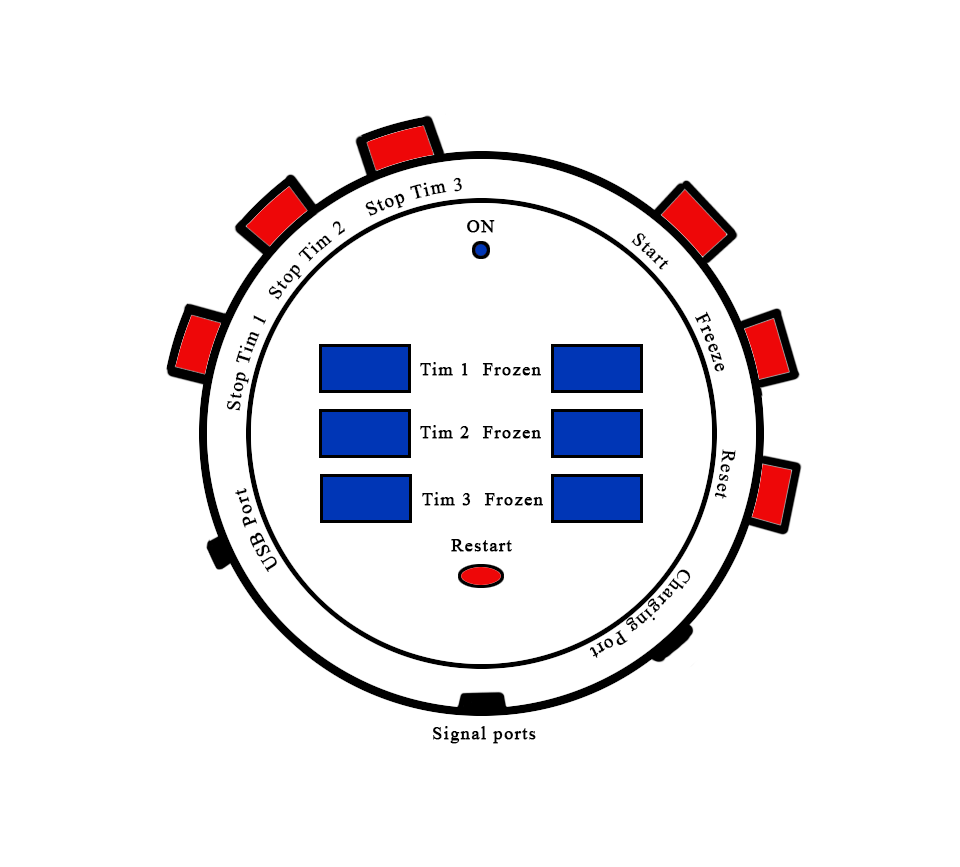 Stop Tim 3
Stop Tim 2
Stop Tim 1
ON
Start
Freeze
Reset
Tim 1 Frozen
Tim 2 Frozen
Tim 3 Frozen
Restart
USB Port
Charging Port
Signal ports